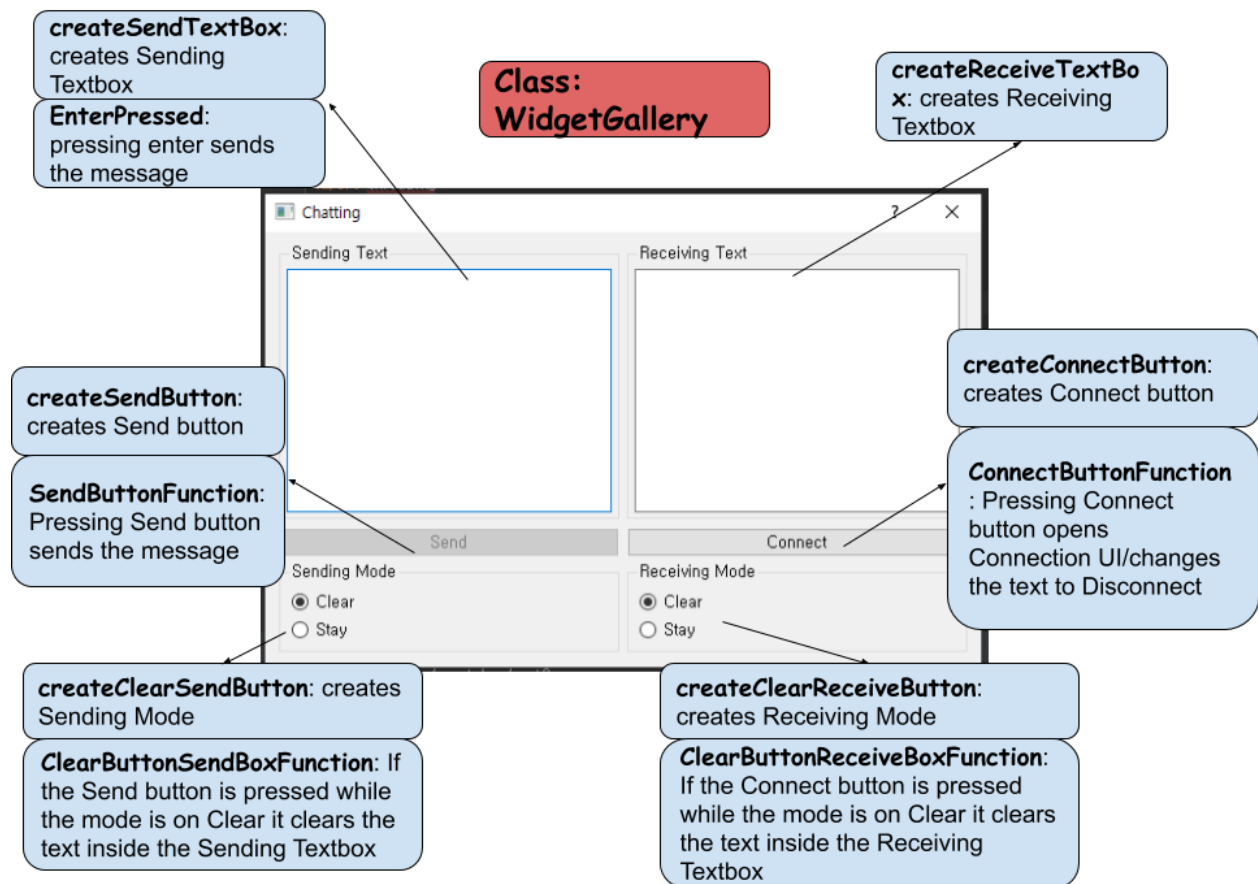 createSendTextBox:
creates Sending
Textbox
EnterPressed:
pressing enter sends
the message
Class:
WidgetGallery
createReceiveTextBo
x: creates Receiving
Textbox
Chatting
?
Sending Text
Receiving Text
createSendButton:
creates Send button
SendButtonFunction:
Pressing Send button
sends the message
createConnectButton:
creates Connect button
ConnectButtonFunction
: Pressing Connect
button opens
Connection UI/changes
the text to Disconnect
Send
Connect
Sending Mode
Clear
Stay
Receiving Mode
Clear
Stay
createClearSendButton: creates
Sending Mode
ClearButtonSendBoxFunction: If
the Send button is pressed while
the mode is on Clear it clears the
text inside the Sending Textbox
createClearReceiveButton:
creates Receiving Mode
ClearButtonReceiveBoxFunction:
If the Connect button is pressed
while the mode is on Clear it clears
the text inside the Receiving
Textbox